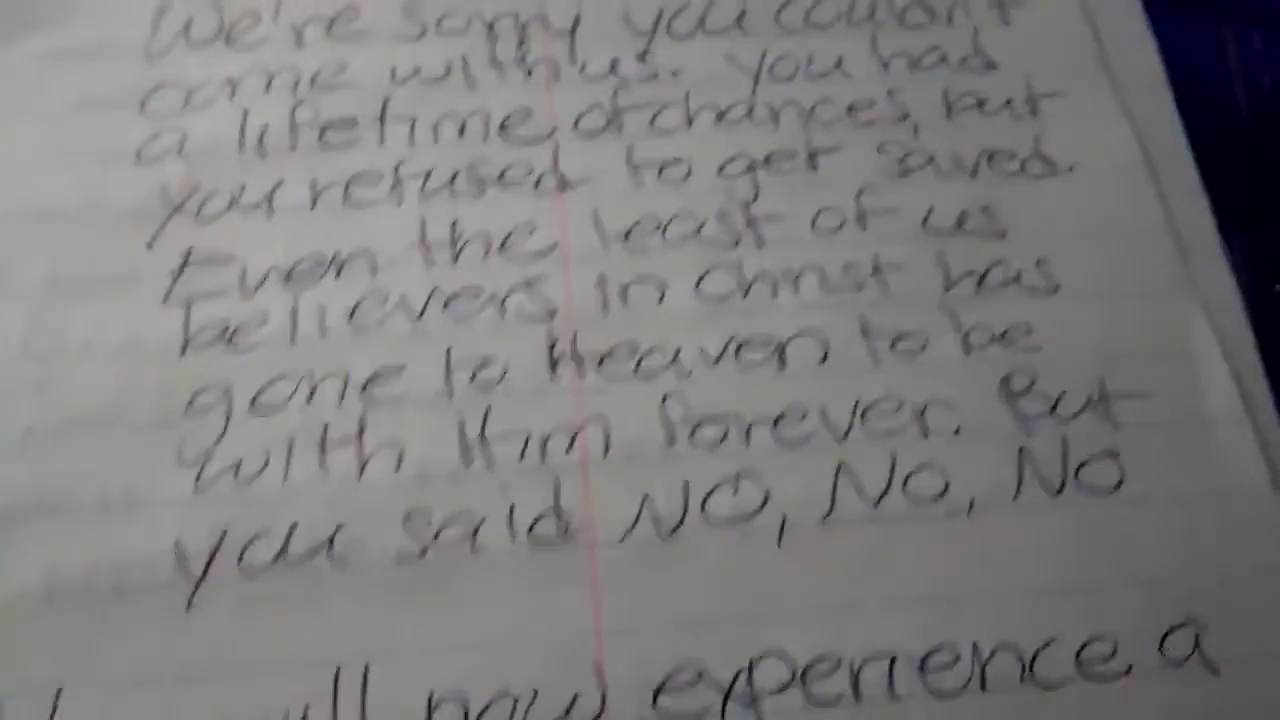 We're sorry you couldn't
come with us. You had
a lifetime of chances, but
you refused to get saved.
Even the least of us
believers in Christ has
gone to Heaven to be
with Him forever. But
you said NO, NO, NO
will now experience a